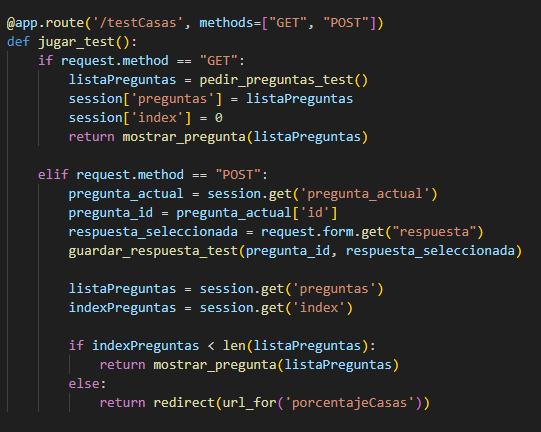 @app.route('/testCasas', methods=["GET", "POST"])
def jugar_test():
    if request.method == "GET":
        listaPreguntas = pedir_preguntas_test()
        session['preguntas'] = listaPreguntas
        session['index'] = 0
        return mostrar_pregunta(listaPreguntas)

    elif request.method == "POST":
        pregunta_actual = session.get('pregunta_actual')
        pregunta_id = pregunta_actual['id']
        respuesta_seleccionada = request.form.get("respuesta")
        guardar_respuesta_test(pregunta_id, respuesta_seleccionada)

        listaPreguntas = session.get('preguntas')
        indexPreguntas = session.get('index')

        if indexPreguntas < len(listaPreguntas):
            return mostrar_pregunta(listaPreguntas)
        else:
            return redirect(url_for('porcentajeCasas'))